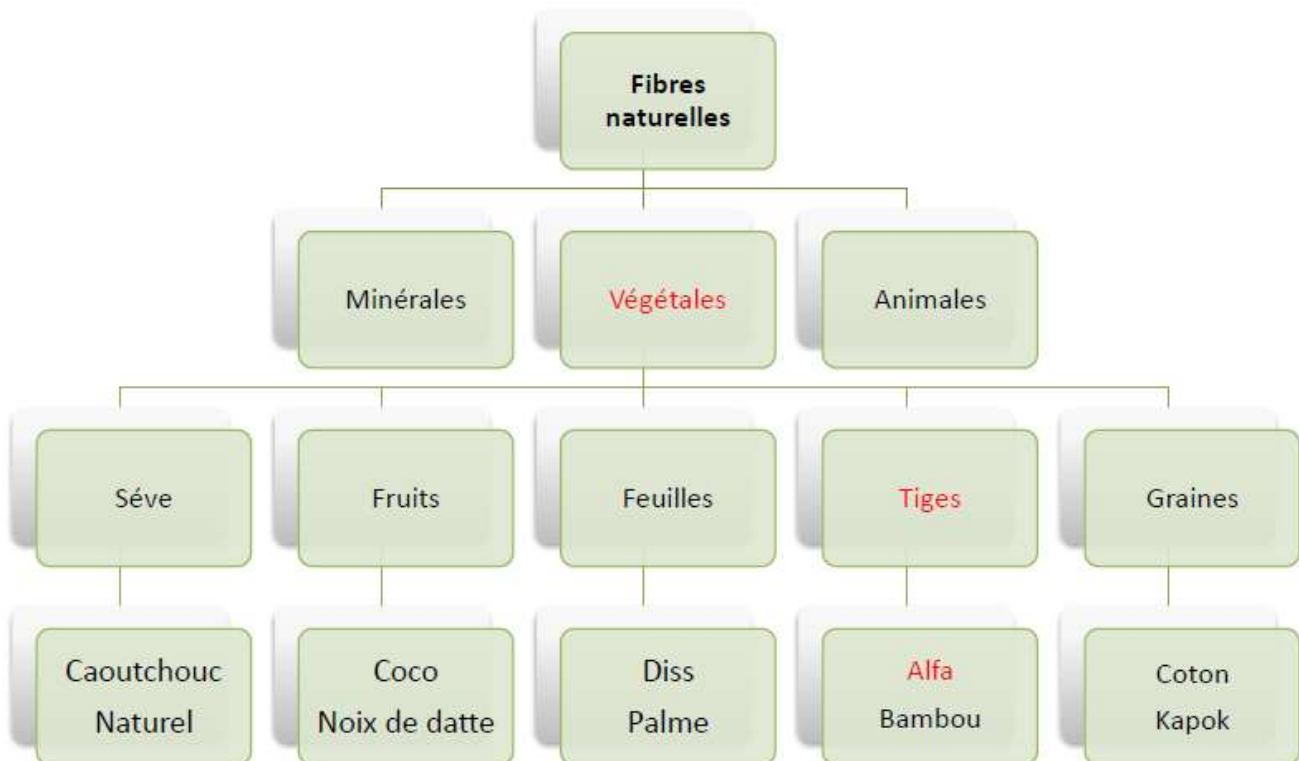 Fibres
naturelles
Minérales
Végétales
Animales
Séve
Fruits
Feuilles
Tiges
Graines
Caoutchouc
Naturel
Coco
Noix de datte
Diss
Palme
Alfa
Bambou
Coton
Kapok